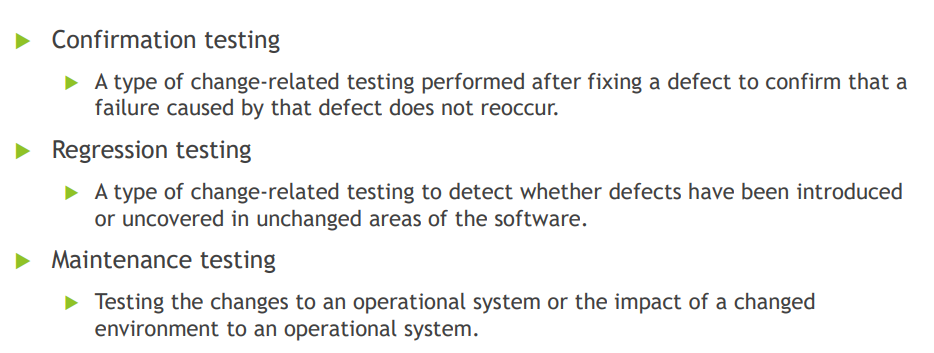 Confirmation testing
A type of change-related testing performed after fixing a defect to confirm that a
failure caused by that defect does not reoccur.
Regression testing
A type of change-related testing to detect whether defects have been introduced
or uncovered in unchanged areas of the software.
Maintenance testing
Testing the changes to an operational system or the impact of a changed
environment to an operational system.